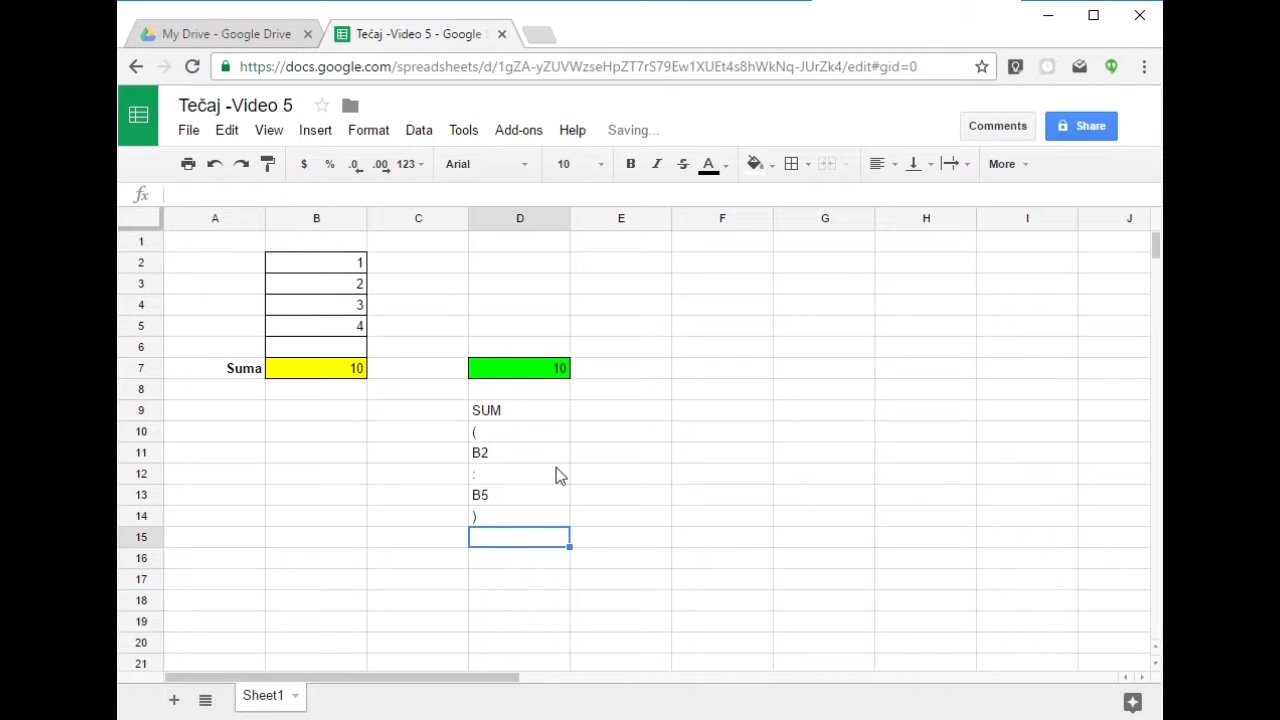 My Drive - Google Drive
Tečaj -Video 5 - Google
https://docs.google.com/spreadsheets/d/1gZA-yZUVWzseHpZT7rS79Ew1XUEt4s8hWkNq-JUrZk4/edit#gid=0
Tečaj -Video 5
File Edit View Insert Format Data Tools Add-ons Help Saving...
Comments Share
$ % .0 .00 123 Arial 10 B I S A More
fx
A B C D E F G H I J
1
2 1
3 2
4 3
5 4
6
7 Suma 10 10
8
9 SUM
10 (
11 B2
12 :
13 B5
14 )
15
16
17
18
19
20
21
+ Sheet1